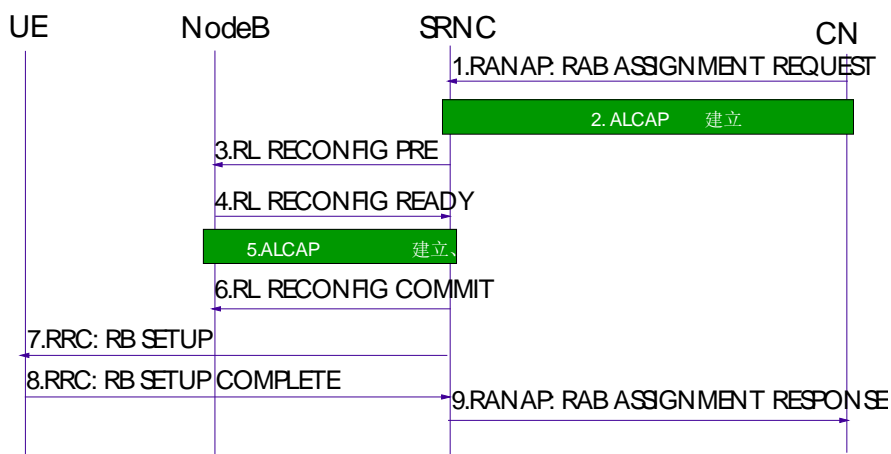 UE NodeB SRNC CN
1.RANAP: RAB ASSIGNMENT REQUEST
2. ALCAP 建立
3.RL RECONFIG PRE
4.RL RECONFIG READY
5.ALCAP 建立、
6.RL RECONFIG COMMIT
7.RRC: RB SETUP
8.RRC: RB SETUP COMPLETE
9.RANAP: RAB ASSIGNMENT RESPONSE